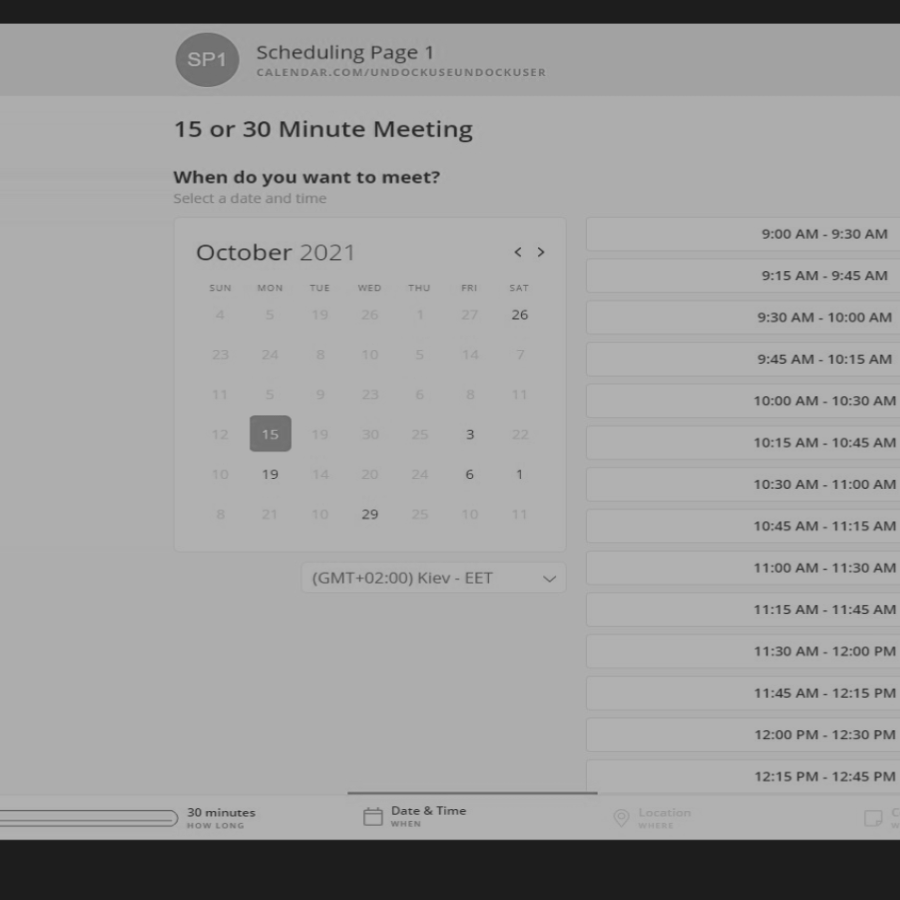 SP1
Scheduling Page 1
CALENDAR.COM/UNDOCKUSEUNDOCKUSER
15 or 30 Minute Meeting
When do you want to meet?
Select a date and time
October 2021
< >
SUN MON TUE WED THU FRI SAT
4 5 19 26 1 27 26
23 24 8 10 5 14 7
11 5 9 23 6 8 11
12 15 19 30 25 3 22
10 19 14 20 24 6 1
8 21 10 29 25 10 11
(GMT+02:00) Kiev - EET
9:00 AM - 9:30 AM
9:15 AM - 9:45 AM
9:30 AM - 10:00 AM
9:45 AM - 10:15 AM
10:00 AM - 10:30 AM
10:15 AM - 10:45 AM
10:30 AM - 11:00 AM
10:45 AM - 11:15 AM
11:00 AM - 11:30 AM
11:15 AM - 11:45 AM
11:30 AM - 12:00 PM
11:45 AM - 12:15 PM
12:00 PM - 12:30 PM
12:15 PM - 12:45 PM
30 minutes
HOW LONG
Date & Time
WHEN
Location
WHERE